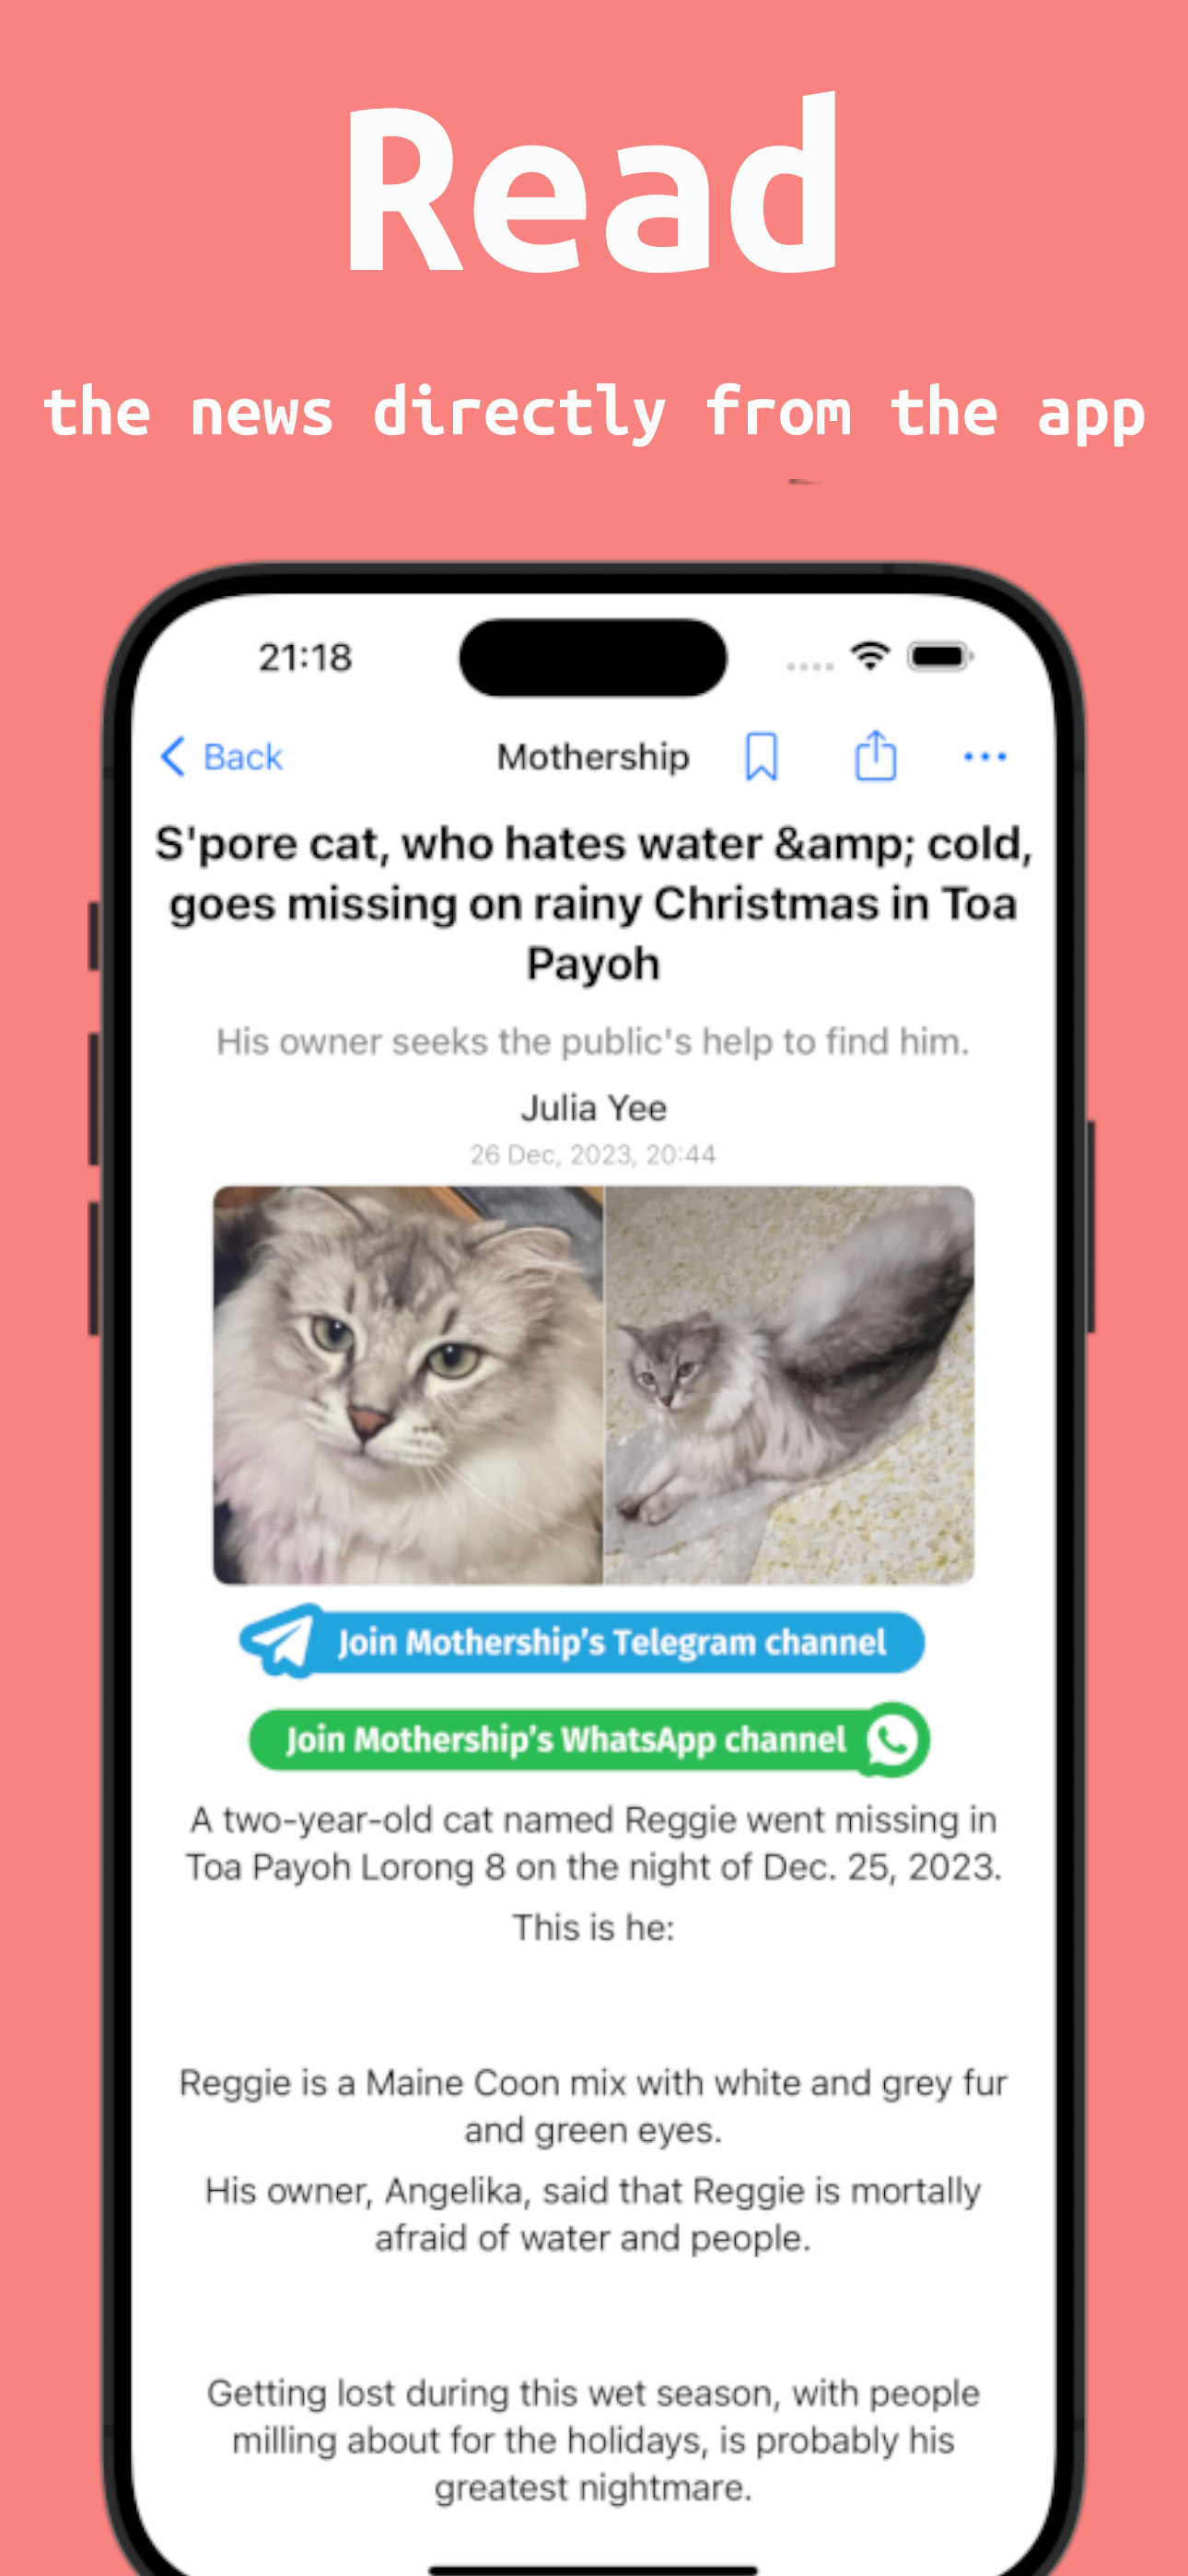 Read
the news directly from the app
21:18
Back Mothership
S'pore cat, who hates water &amp; cold,
goes missing on rainy Christmas in Toa
Payoh
His owner seeks the public's help to find him.
Julia Yee
26 Dec, 2023, 20:44
Join Mothership's Telegram channel
Join Mothership's WhatsApp channel
A two-year-old cat named Reggie went missing in
Toa Payoh Lorong 8 on the night of Dec. 25, 2023.
This is he:
Reggie is a Maine Coon mix with white and grey fur
and green eyes.
His owner, Angelika, said that Reggie is mortally
afraid of water and people.
Getting lost during this wet season, with people
milling about for the holidays, is probably his
greatest nightmare.